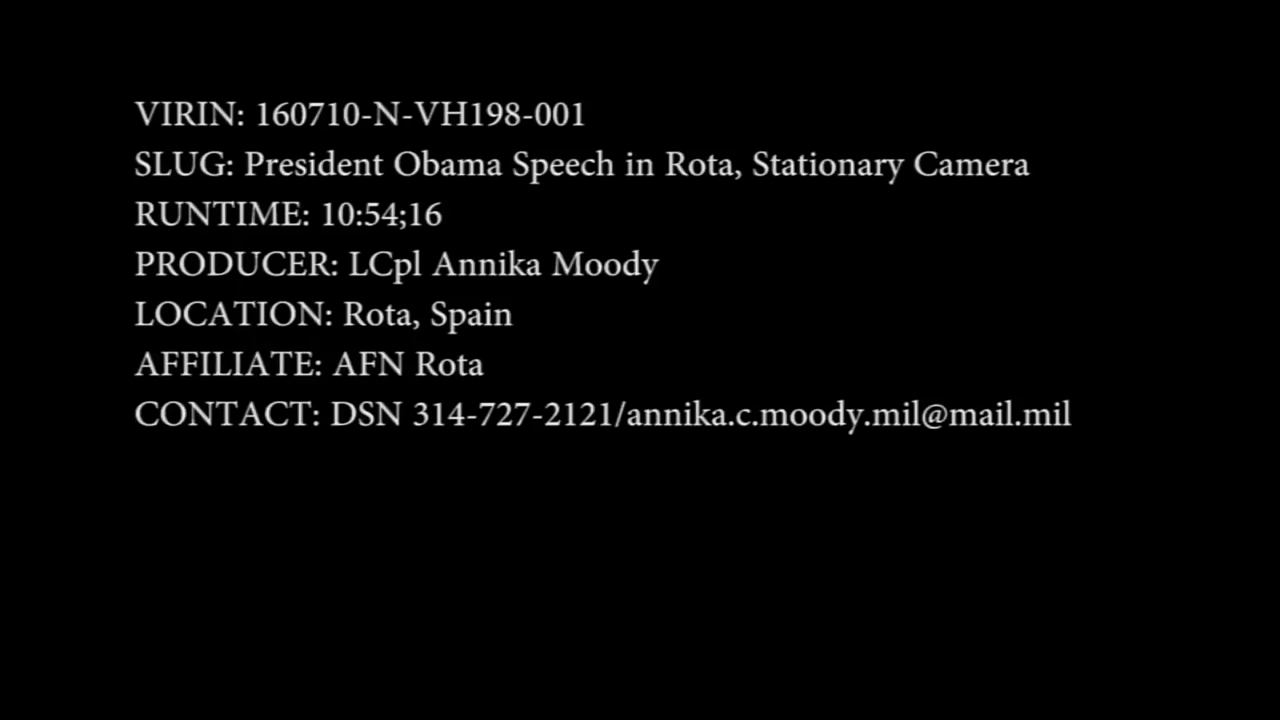 VIRIN: 160710-N-VH198-001
SLUG: President Obama Speech in Rota, Stationary Camera
RUNTIME: 10:54;16
PRODUCER: LCpl Annika Moody
LOCATION: Rota, Spain
AFFILIATE: AFN Rota
CONTACT: DSN 314-727-2121/annika.c.moody.mil@mail.mil